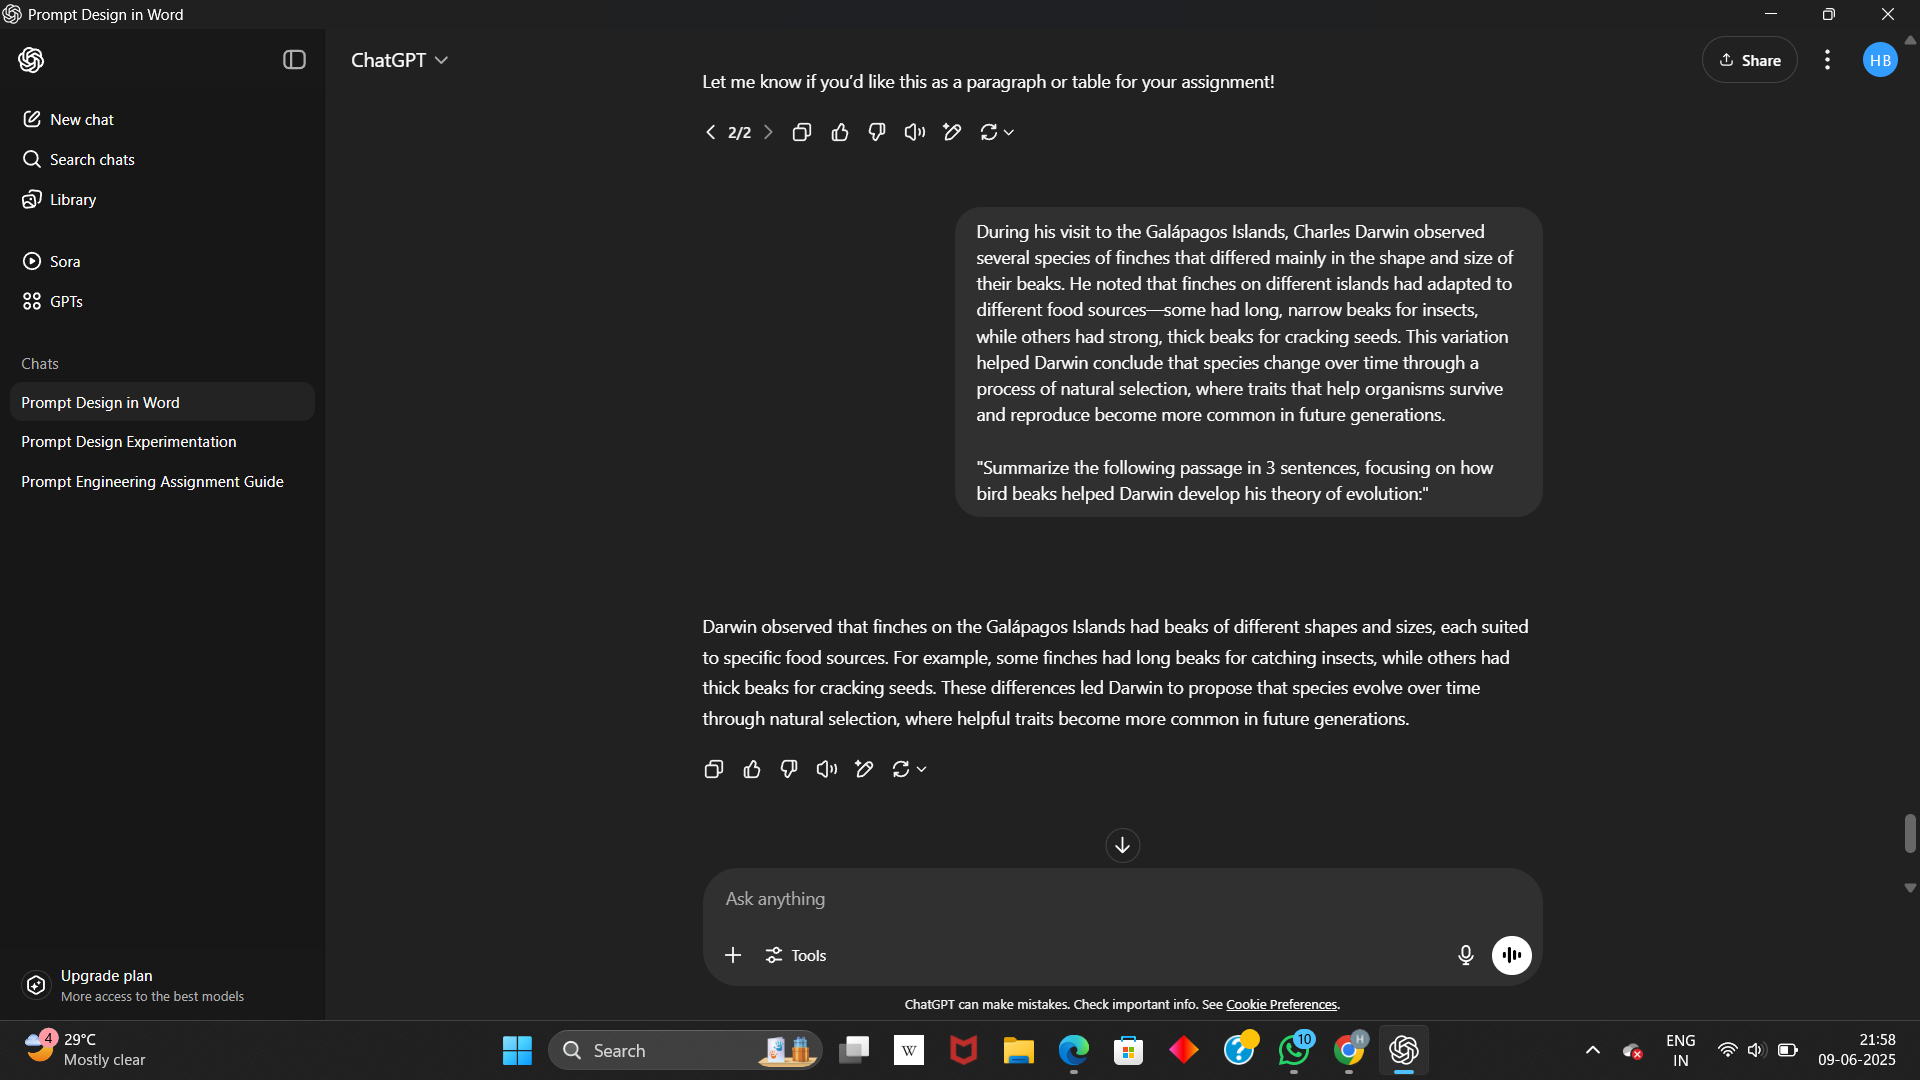 Prompt Design in Word
ChatGPT
Share
HB
New chat
Search chats
Library
Sora
GPTs
Chats
Prompt Design in Word
Prompt Design Experimentation
Prompt Engineering Assignment Guide
Upgrade plan
More access to the best models
Let me know if you’d like this as a paragraph or table for your assignment!
2/2
During his visit to the Galápagos Islands, Charles Darwin observed
several species of finches that differed mainly in the shape and size of
their beaks. He noted that finches on different islands had adapted to
different food sources—some had long, narrow beaks for insects,
while others had strong, thick beaks for cracking seeds. This variation
helped Darwin conclude that species change over time through a
process of natural selection, where traits that help organisms survive
and reproduce become more common in future generations.
"Summarize the following passage in 3 sentences, focusing on how
bird beaks helped Darwin develop his theory of evolution:"
Darwin observed that finches on the Galápagos Islands had beaks of different shapes and sizes, each suited
to specific food sources. For example, some finches had long beaks for catching insects, while others had
thick beaks for cracking seeds. These differences led Darwin to propose that species evolve over time
through natural selection, where helpful traits become more common in future generations.
Ask anything
Tools
ChatGPT can make mistakes. Check important info. See Cookie Preferences.
4
29°C
Mostly clear
Search
W
10
H
ENG
IN
21:58
09-06-2025